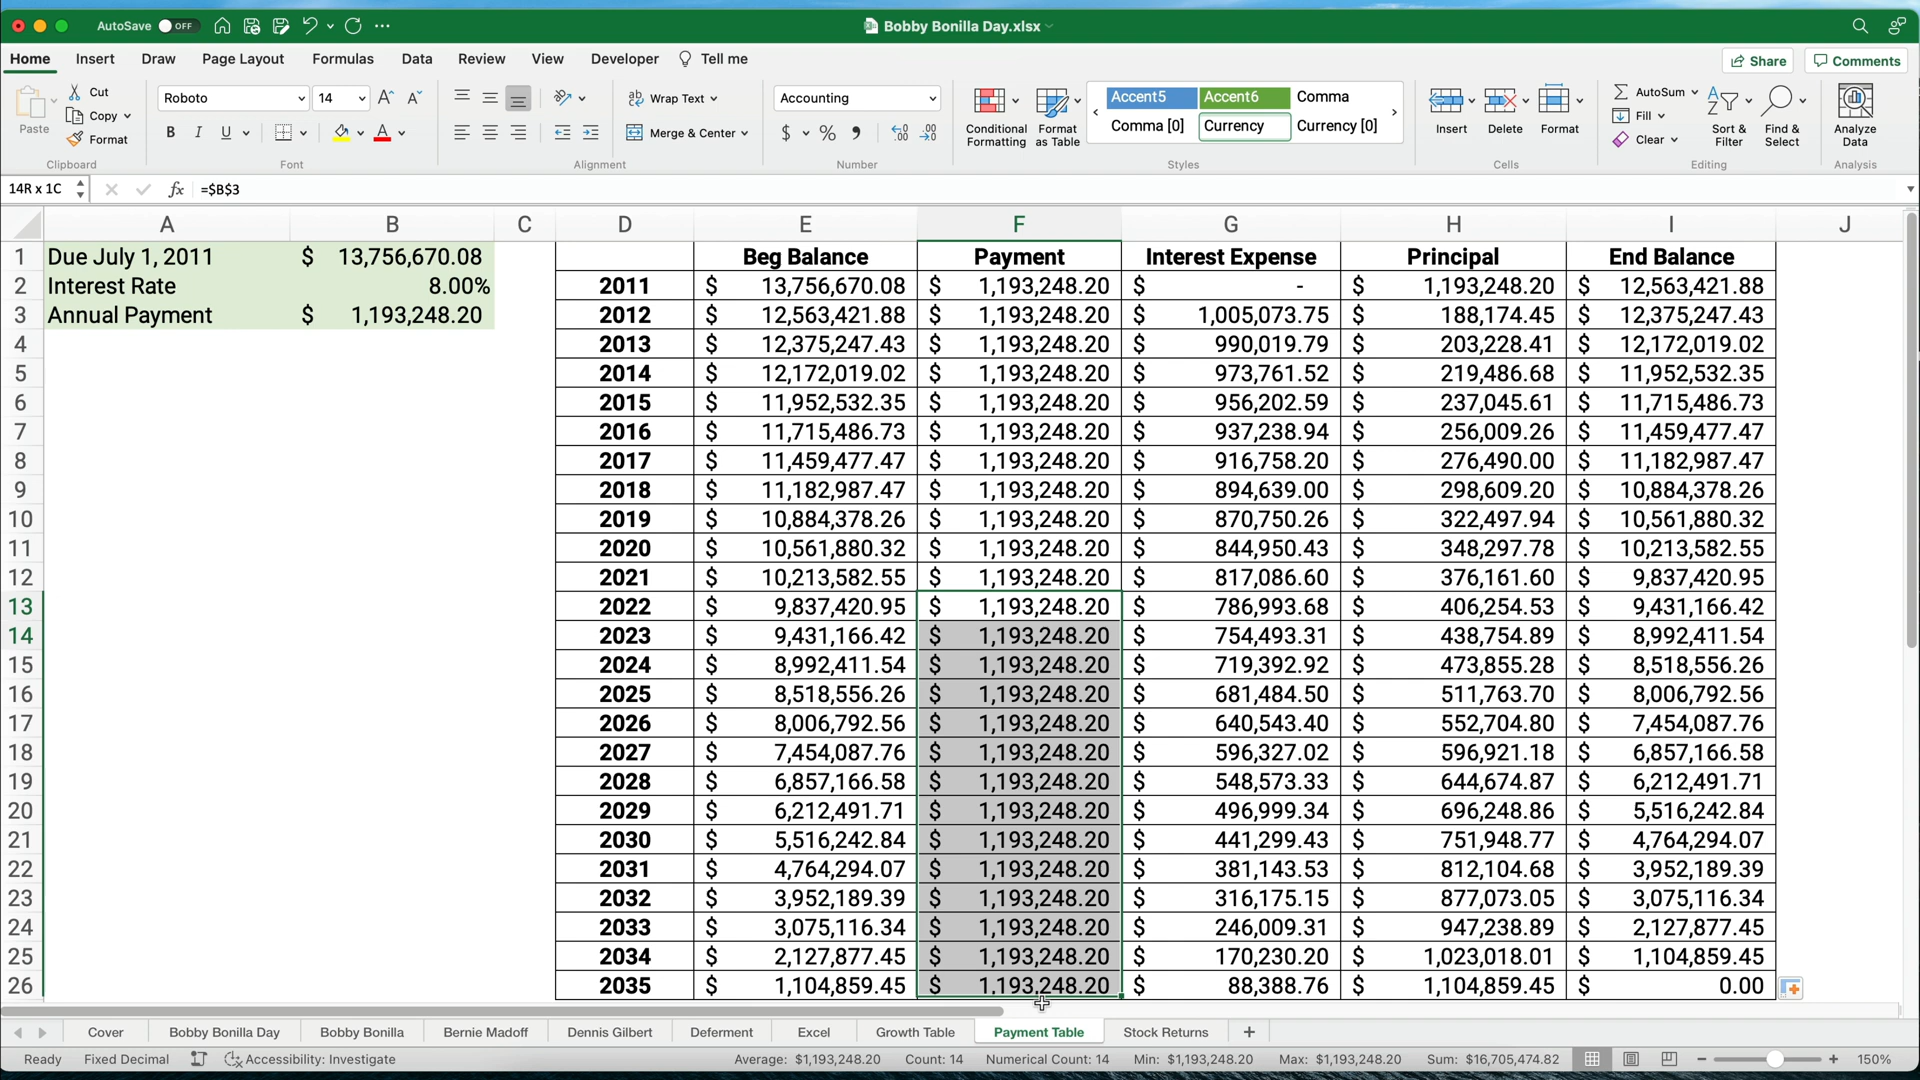 AutoSave OFF Bobby Bonilla Day.xlsx
Home Insert Draw Page Layout Formulas Data Review View Developer Tell me Share Comments
Paste Cut Copy Format Clipboard
Roboto 14 B I U Font
Wrap Text Merge & Center Alignment
Accounting $ % Number
Conditional Formatting Format as Table Accent5 Accent6 Comma Comma [0] Currency Currency [0] Styles
Insert Delete Format Cells
AutoSum Fill Clear Sort & Filter Find & Select Editing
Analyze Data Analysis
14R x 1C fx =$B$3
A B C D E F G H I J
1 Due July 1, 2011 $ 13,756,670.08 Beg Balance Payment Interest Expense Principal End Balance
2 Interest Rate 8.00% 2011 $ 13,756,670.08 $ 1,193,248.20 $ - $ 1,193,248.20 $ 12,563,421.88
3 Annual Payment $ 1,193,248.20 2012 $ 12,563,421.88 $ 1,193,248.20 $ 1,005,073.75 $ 188,174.45 $ 12,375,247.43
4 2013 $ 12,375,247.43 $ 1,193,248.20 $ 990,019.79 $ 203,228.41 $ 12,172,019.02
5 2014 $ 12,172,019.02 $ 1,193,248.20 $ 973,761.52 $ 219,486.68 $ 11,952,532.35
6 2015 $ 11,952,532.35 $ 1,193,248.20 $ 956,202.59 $ 237,045.61 $ 11,715,486.73
7 2016 $ 11,715,486.73 $ 1,193,248.20 $ 937,238.94 $ 256,009.26 $ 11,459,477.47
8 2017 $ 11,459,477.47 $ 1,193,248.20 $ 916,758.20 $ 276,490.00 $ 11,182,987.47
9 2018 $ 11,182,987.47 $ 1,193,248.20 $ 894,639.00 $ 298,609.20 $ 10,884,378.26
10 2019 $ 10,884,378.26 $ 1,193,248.20 $ 870,750.26 $ 322,497.94 $ 10,561,880.32
11 2020 $ 10,561,880.32 $ 1,193,248.20 $ 844,950.43 $ 348,297.78 $ 10,213,582.55
12 2021 $ 10,213,582.55 $ 1,193,248.20 $ 817,086.60 $ 376,161.60 $ 9,837,420.95
13 2022 $ 9,837,420.95 $ 1,193,248.20 $ 786,993.68 $ 406,254.53 $ 9,431,166.42
14 2023 $ 9,431,166.42 $ 1,193,248.20 $ 754,493.31 $ 438,754.89 $ 8,992,411.54
15 2024 $ 8,992,411.54 $ 1,193,248.20 $ 719,392.92 $ 473,855.28 $ 8,518,556.26
16 2025 $ 8,518,556.26 $ 1,193,248.20 $ 681,484.50 $ 511,763.70 $ 8,006,792.56
17 2026 $ 8,006,792.56 $ 1,193,248.20 $ 640,543.40 $ 552,704.80 $ 7,454,087.76
18 2027 $ 7,454,087.76 $ 1,193,248.20 $ 596,327.02 $ 596,921.18 $ 6,857,166.58
19 2028 $ 6,857,166.58 $ 1,193,248.20 $ 548,573.33 $ 644,674.87 $ 6,212,491.71
20 2029 $ 6,212,491.71 $ 1,193,248.20 $ 496,999.34 $ 696,248.86 $ 5,516,242.84
21 2030 $ 5,516,242.84 $ 1,193,248.20 $ 441,299.43 $ 751,948.77 $ 4,764,294.07
22 2031 $ 4,764,294.07 $ 1,193,248.20 $ 381,143.53 $ 812,104.68 $ 3,952,189.39
23 2032 $ 3,952,189.39 $ 1,193,248.20 $ 316,175.15 $ 877,073.05 $ 3,075,116.34
24 2033 $ 3,075,116.34 $ 1,193,248.20 $ 246,009.31 $ 947,238.89 $ 2,127,877.45
25 2034 $ 2,127,877.45 $ 1,193,248.20 $ 170,230.20 $ 1,023,018.01 $ 1,104,859.45
26 2035 $ 1,104,859.45 $ 1,193,248.20 $ 88,388.76 $ 1,104,859.45 $ 0.00
Cover Bobby Bonilla Day Bobby Bonilla Bernie Madoff Dennis Gilbert Deferment Excel Growth Table Payment Table Stock Returns +
Ready Fixed Decimal Accessibility: Investigate Average: $1,193,248.20 Count: 14 Numerical Count: 14 Min: $1,193,248.20 Max: $1,193,248.20 Sum: $16,705,474.82 150%